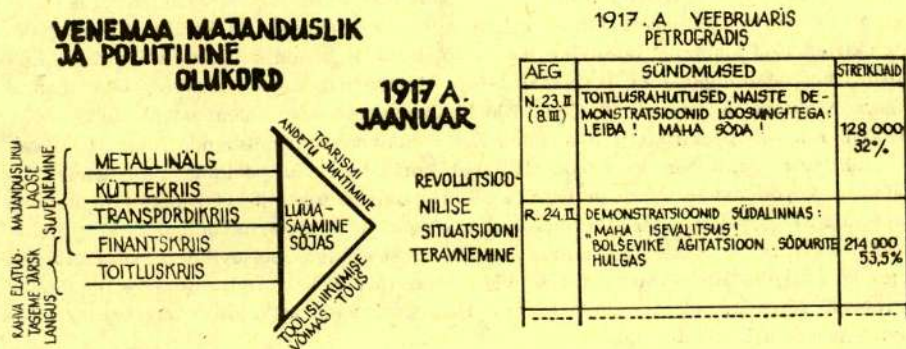 VENEMAA MAJANDUSLIK
JA POLIITILINE
OLUKORD
MAJANDUSLIKU
LAOSE
SUVENEMINE
RAHVA ELATUS-
TASEME JÄRSK
LANGUS
METALLINÄLG
KÜTTEKRIIS
TRANSPORDIKRIIS
FINANTSKRIIS
TOITLUSKRIIS
LÜÜA-
SAAMINE
SÕJAS
TSARISMI
ANDETU JUHTIMINE
TÖÖLISLIIKUMISE
VÕIMAS TÕUS
1917 A.
JAANUAR
REVOLUTSIOO-
NILISE
SITUATSIOONI
TERAVNEMINE
1917. A VEEBRUARIS
PETROGRADIS
AEG SÜNDMUSED STREIKIJAID
N. 23. II TOITLUSRAHUTUSED, NAISTE DE-
(8. III) MONSTRATSIOONID LOOSUNGITEGA:
LEIBA! MAHA SÕDA! 128 000
32%
R. 24. II DEMONSTRATSIOONID SÜDALINNAS:
„MAHA ISEVALITSUS!
BOLŠEVIKE AGITATSIOON SÕDURITE 214 000
HULGAS 53,5%